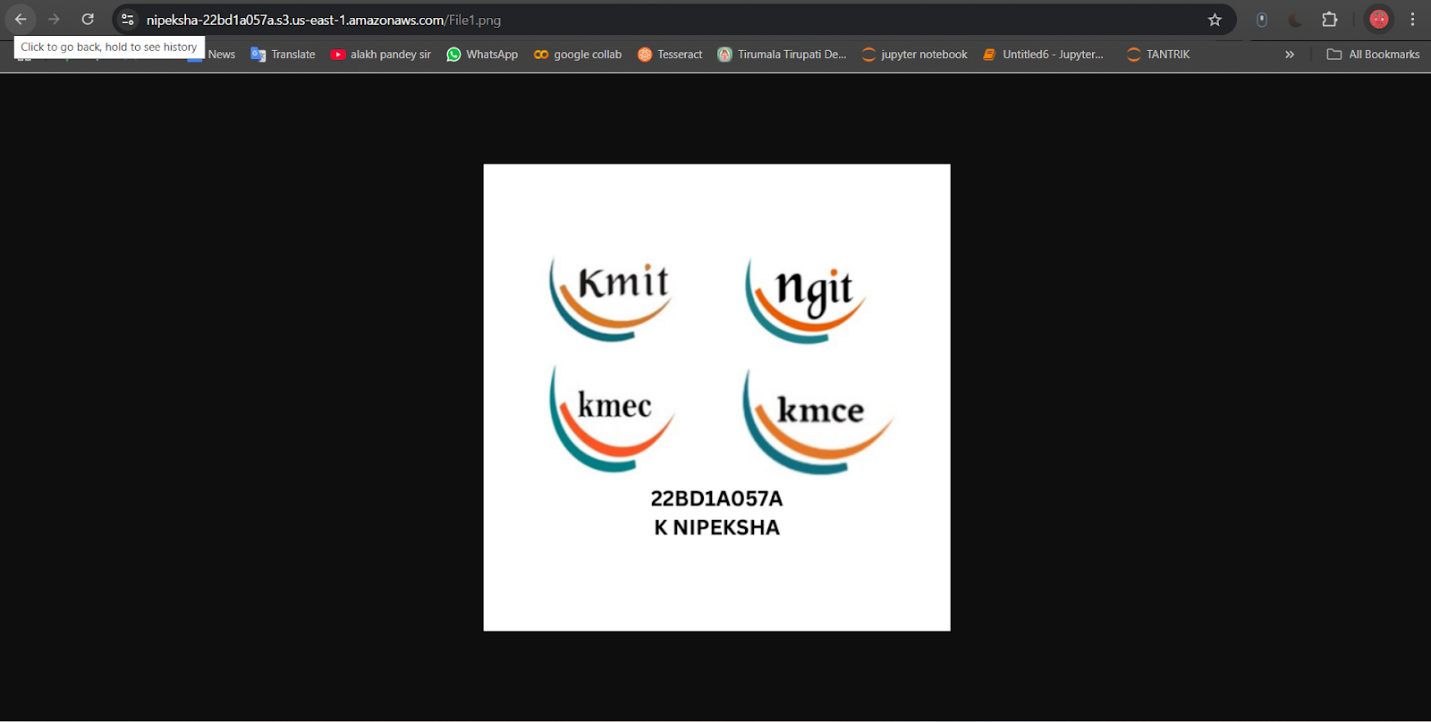 nipeksha-22bd1a057a.s3.us-east-1.amazonaws.com/File1.png
Click to go back, hold to see history
News
Translate
alakh pandey sir
WhatsApp
google collab
Tesseract
Tirumala Tirupati De...
jupyter notebook
Untitled6 - Jupyter...
TANTRIK
»
All Bookmarks
Kmit
Ngit
kmec
kmce
22BD1A057A
K NIPEKSHA